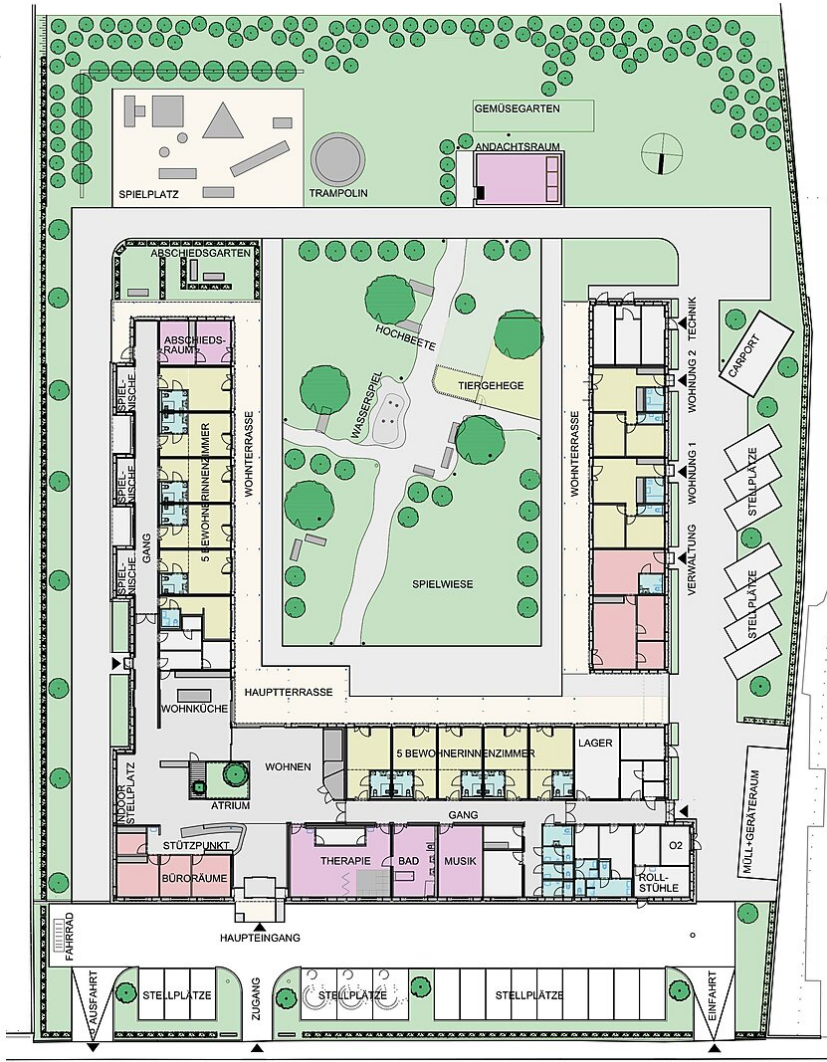 GEMÜSEGARTEN
ANDACHTSRAUM
SPIELPLATZ
TRAMPOLIN
ABSCHIEDSGARTEN
ABSCHIEDS-
RAUM
HOCHBEETE
TECHNIK
CARPORT
SPIEL-
NISCHE
WASSERSPIEL
TIERGEHEGE
WOHNUNG 2
WOHNTERRASSE
WOHNTERRASSE
5 BEWOHNERINNENZIMMER
SPIEL-
NISCHE
WOHNUNG 1
STELLPLÄTZE
GANG
SPIEL-
NISCHE
SPIELWIESE
VERWALTUNG
STELLPLÄTZE
HAUPTTERRASSE
WOHNKÜCHE
WOHNEN
5 BEWOHNERINNENZIMMER
LAGER
INDOOR
STELLPLATZ
ATRIUM
GANG
MÜLL+GERÄTERAUM
STÜTZPUNKT
BÜRORÄUME
THERAPIE
BAD
MUSIK
O2
ROLL-
STÜHLE
FAHRRAD
HAUPTEINGANG
AUSFAHRT
STELLPLÄTZE
ZUGANG
STELLPLÄTZE
STELLPLÄTZE
EINFAHRT